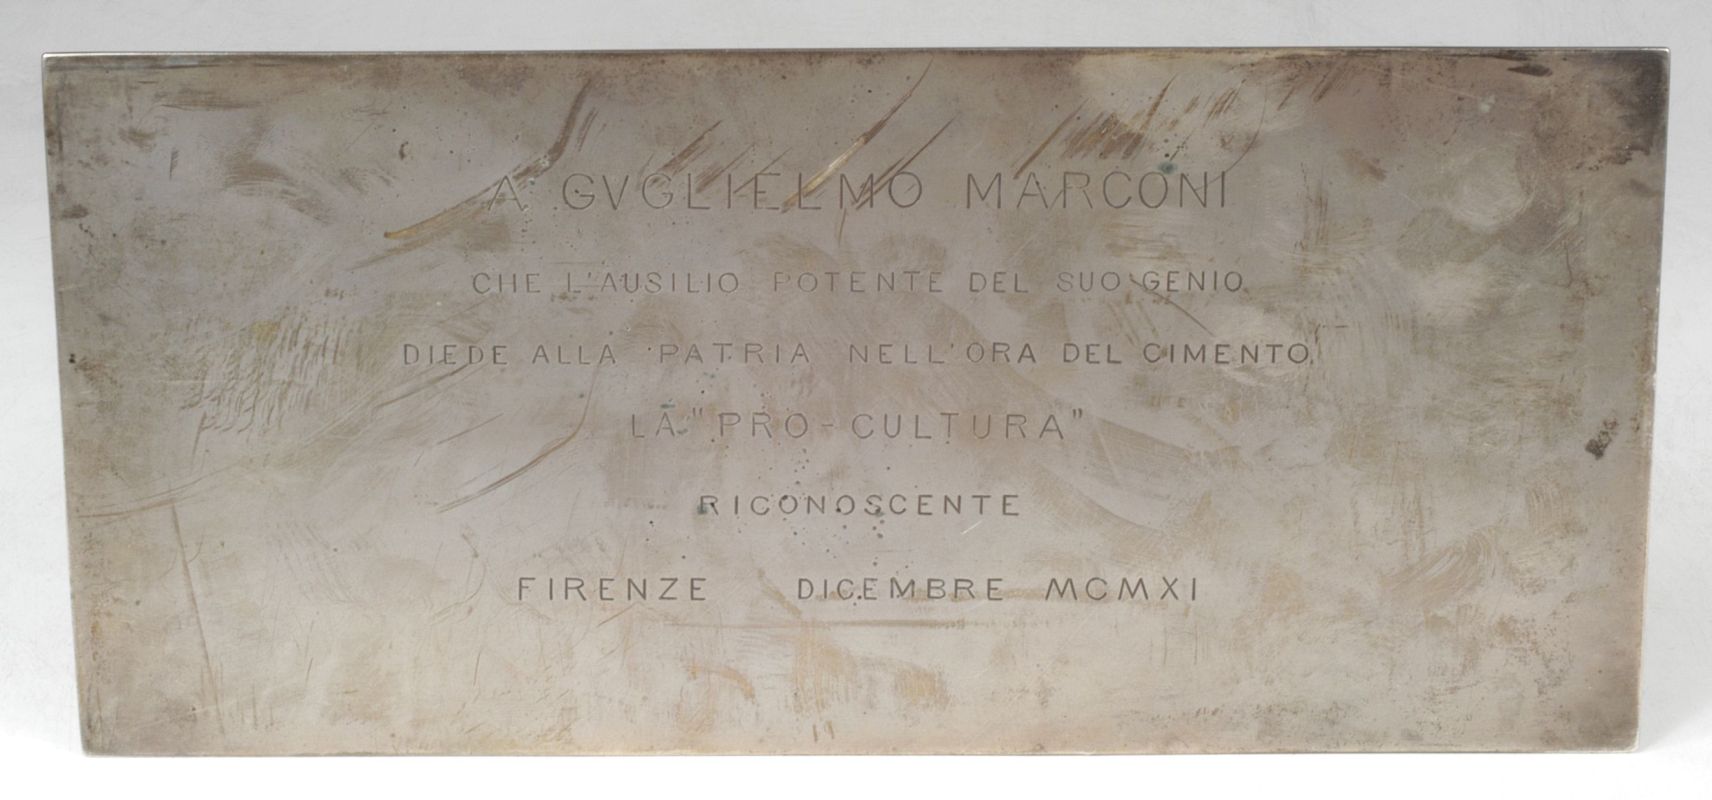 A GVGLIELMO MARCONI
CHE L'AUSILIO POTENTE DEL SUO GENIO
DIEDE ALLA PATRIA NELL'ORA DEL CIMENTO.
LA "PRO-CULTURA"
RICONOSCENTE
FIRENZE DICEMBRE MCMXI